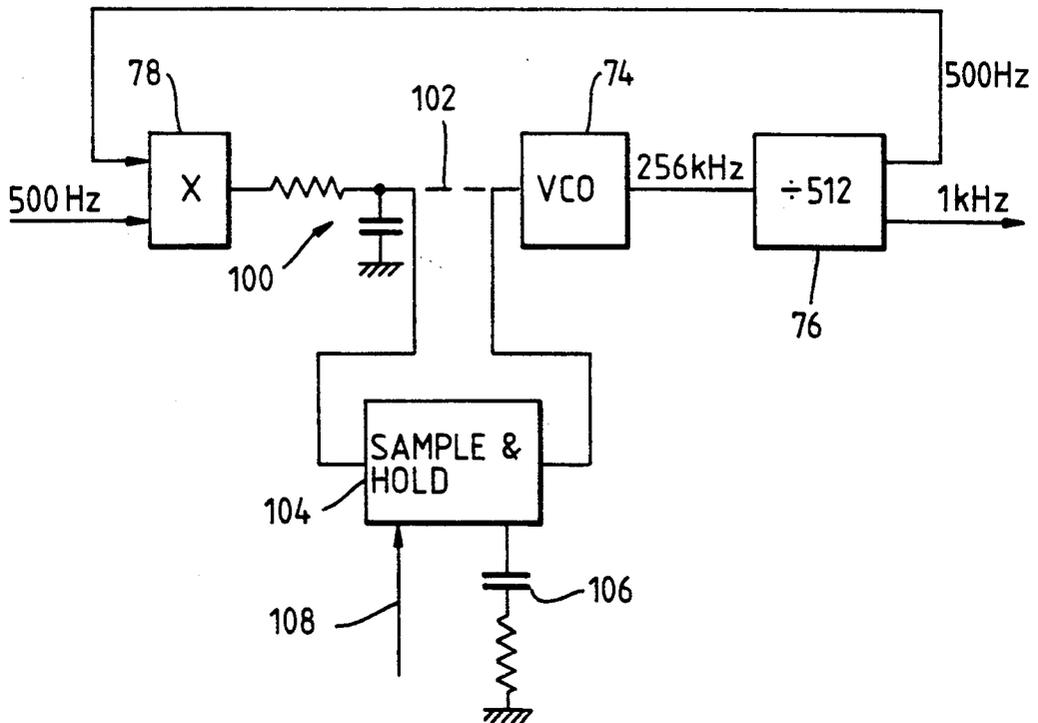 500Hz
78
102
74
X
VCO
256kHz
÷512
500 Hz
1kHz
100
76
SAMPLE &
HOLD
104
106
108